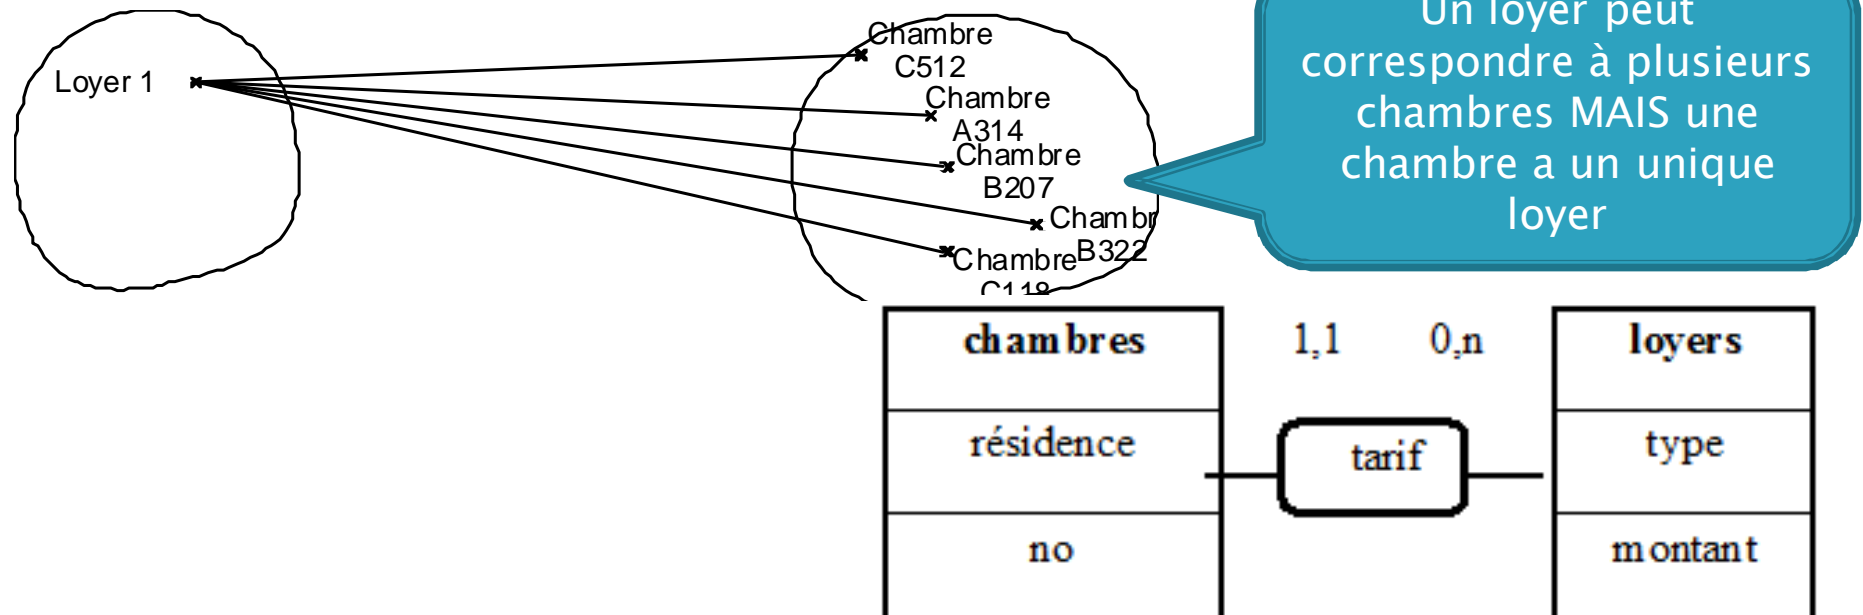 Loyer 1
Chambre
C512
Chambre
A314
Chambre
B207
Chambr
B322
Chambre
C118
Un loyer peut
correspondre à plusieurs
chambres MAIS une
chambre a un unique
loyer
chambres
1,1
0,n
loyers
résidence
tarif
type
no
montant